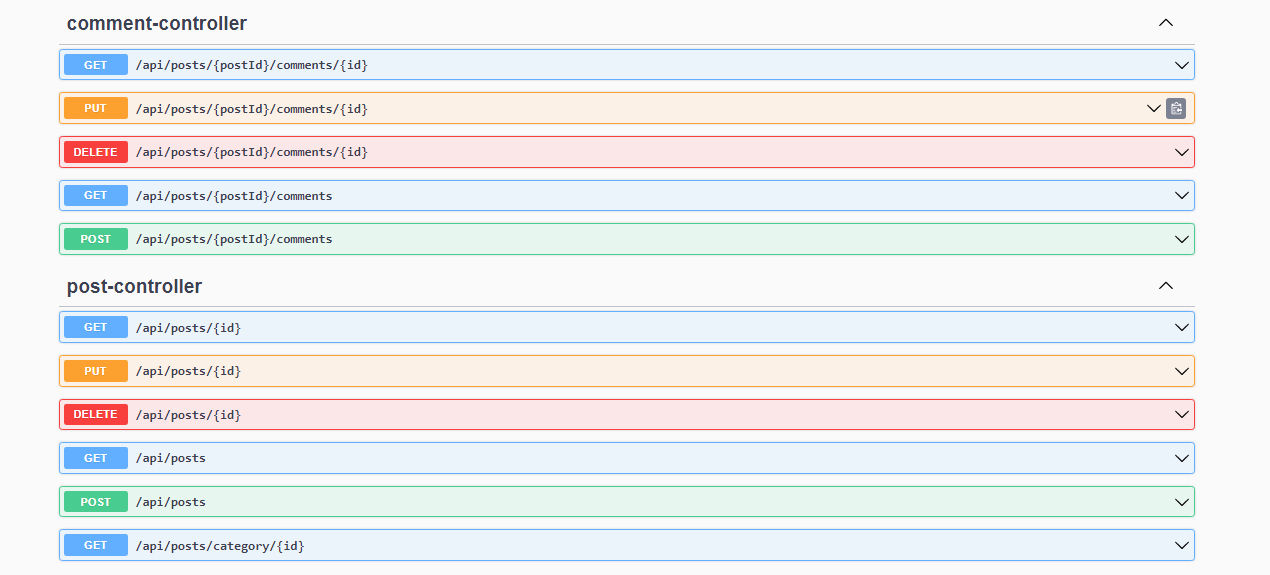 comment-controller
GET /api/posts/{postId}/comments/{id}
PUT /api/posts/{postId}/comments/{id}
DELETE /api/posts/{postId}/comments/{id}
GET /api/posts/{postId}/comments
POST /api/posts/{postId}/comments
post-controller
GET /api/posts/{id}
PUT /api/posts/{id}
DELETE /api/posts/{id}
GET /api/posts
POST /api/posts
GET /api/posts/category/{id}